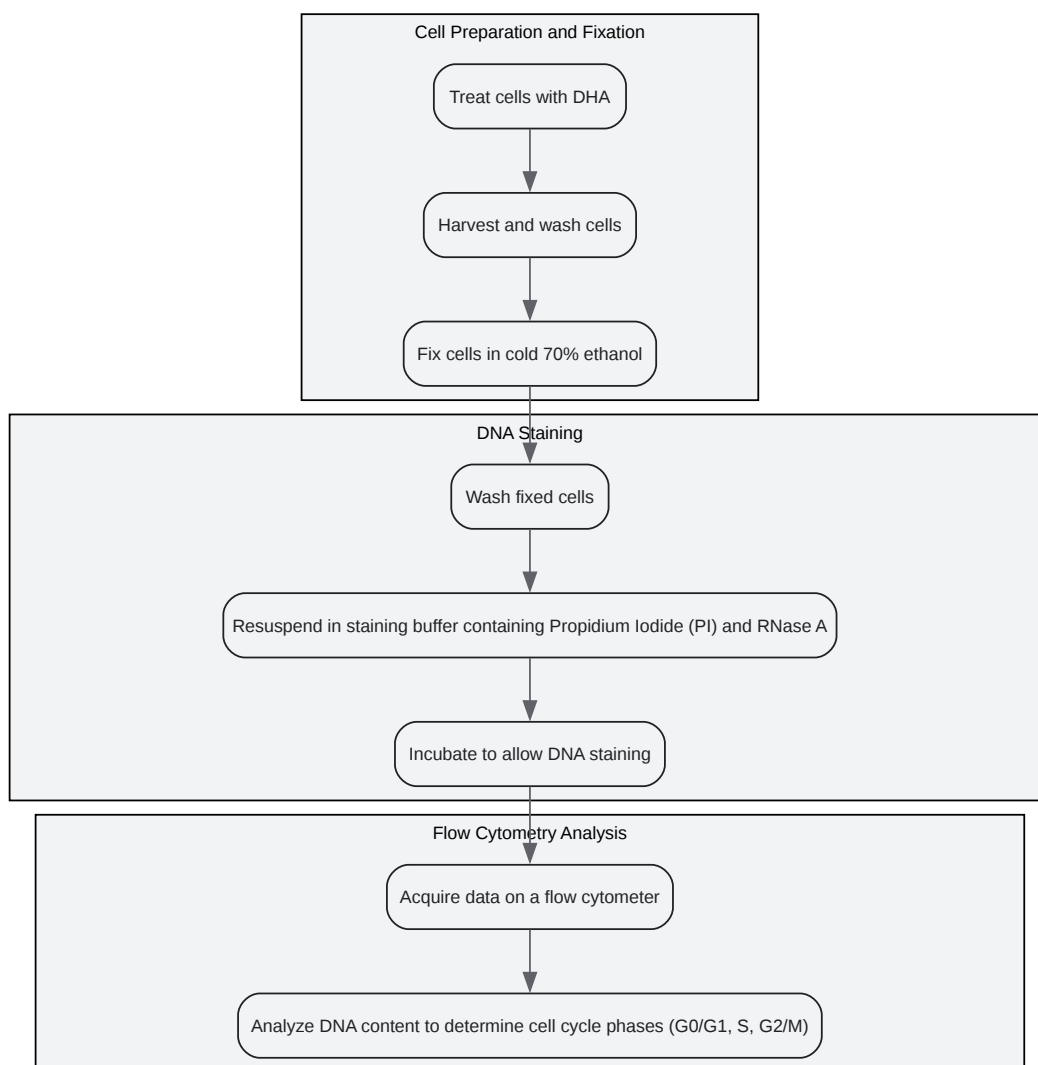 Cell Preparation and Fixation
Treat cells with DHA
Harvest and wash cells
Fix cells in cold 70% ethanol
DNA Staining
Wash fixed cells
Resuspend in staining buffer containing Propidium Iodide (PI) and RNase A
Incubate to allow DNA staining
Flow Cytometry Analysis
Acquire data on a flow cytometer
Analyze DNA content to determine cell cycle phases (G0/G1, S, G2/M)